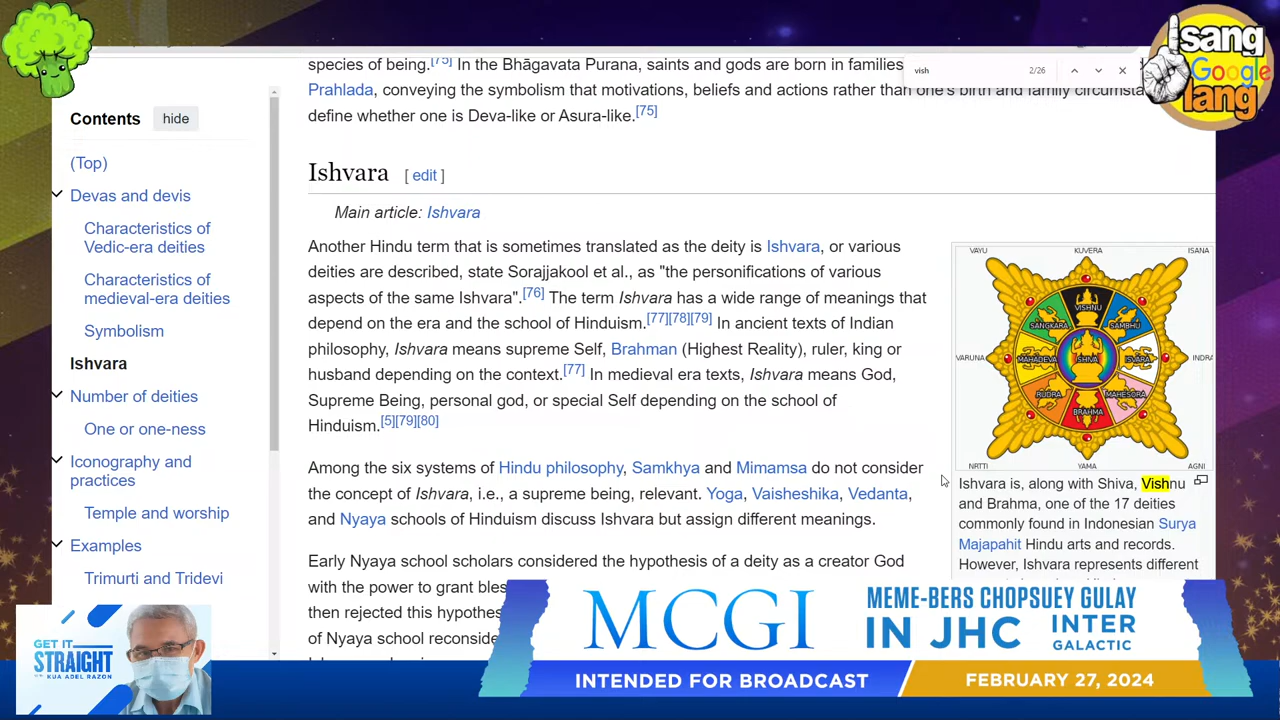 sang
Google
lang
vish
2/26
species of being.[75] In the Bhāgavata Purana, saints and gods are born in families
Prahlada, conveying the symbolism that motivations, beliefs and actions rather than one's birth and family circumsta
define whether one is Deva-like or Asura-like.[75]
Contents hide
(Top)
Devas and devis
Characteristics of
Vedic-era deities
Characteristics of
medieval-era deities
Symbolism
Ishvara
Number of deities
One or one-ness
Iconography and
practices
Temple and worship
Examples
Trimurti and Tridevi
Ishvara [ edit ]
Main article: Ishvara
Another Hindu term that is sometimes translated as the deity is Ishvara, or various
deities are described, state Sorajjakool et al., as "the personifications of various
aspects of the same Ishvara".[76] The term Ishvara has a wide range of meanings that
depend on the era and the school of Hinduism.[77][78][79] In ancient texts of Indian
philosophy, Ishvara means supreme Self, Brahman (Highest Reality), ruler, king or
husband depending on the context.[77] In medieval era texts, Ishvara means God,
Supreme Being, personal god, or special Self depending on the school of
Hinduism.[5][79][80]
Among the six systems of Hindu philosophy, Samkhya and Mimamsa do not consider
the concept of Ishvara, i.e., a supreme being, relevant. Yoga, Vaisheshika, Vedanta,
and Nyaya schools of Hinduism discuss Ishvara but assign different meanings.
Early Nyaya school scholars considered the hypothesis of a deity as a creator God
with the power to grant bles
then rejected this hypothes
of Nyaya school reconside
VAYU KUVERA ISANA
VISHNU
SANGKARA SAMBHU
VARUNA MAHADEVA SHIVA ISVARA INDRA
RUDRA MAHESORA
BRAHMA
NRTTI YAMA AGNI
Ishvara is, along with Shiva, Vishnu
and Brahma, one of the 17 deities
commonly found in Indonesian Surya
Majapahit Hindu arts and records.
However, Ishvara represents different
GET IT
STRAIGHT
WITH KUA ADEL RAZON
MCGI
MEME-BERS CHOPSUEY GULAY
IN JHC INTER
GALACTIC
INTENDED FOR BROADCAST
FEBRUARY 27, 2024